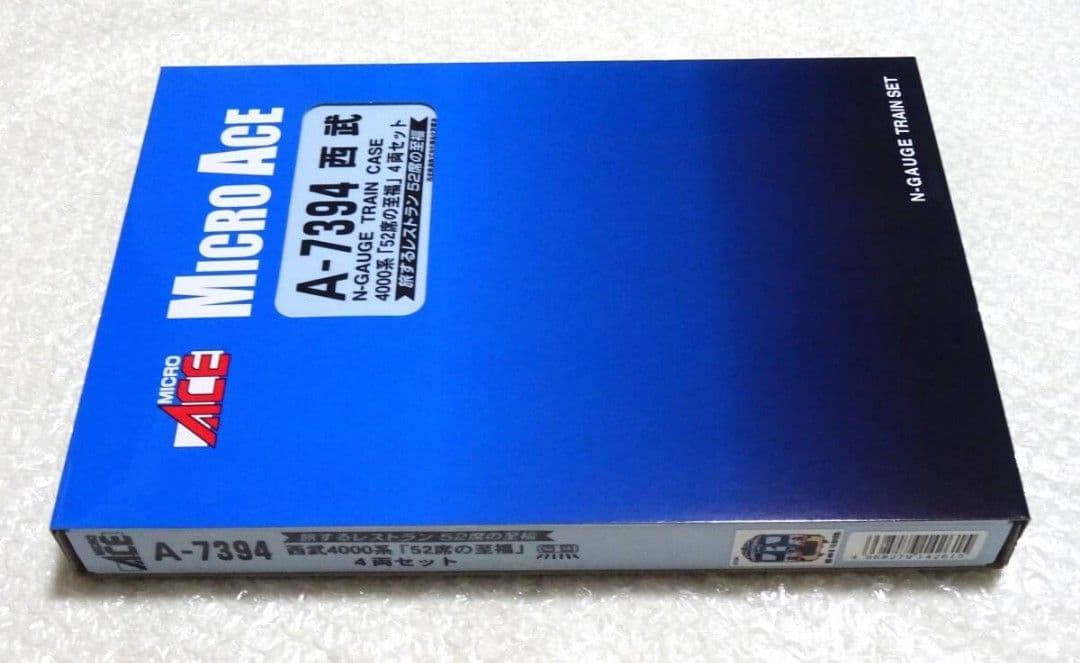 MICRO ACE
A-7394 西武
N-GAUGE TRAIN CASE
4000系「52席の至福」4両セット
旅するレストラン 52席の至福
MICRO
ACE
N-GAUGE TRAIN SET
MICRO
ACE
A-7394
旅するレストラン 52席の至福
西武4000系「52席の至福」
4両セット